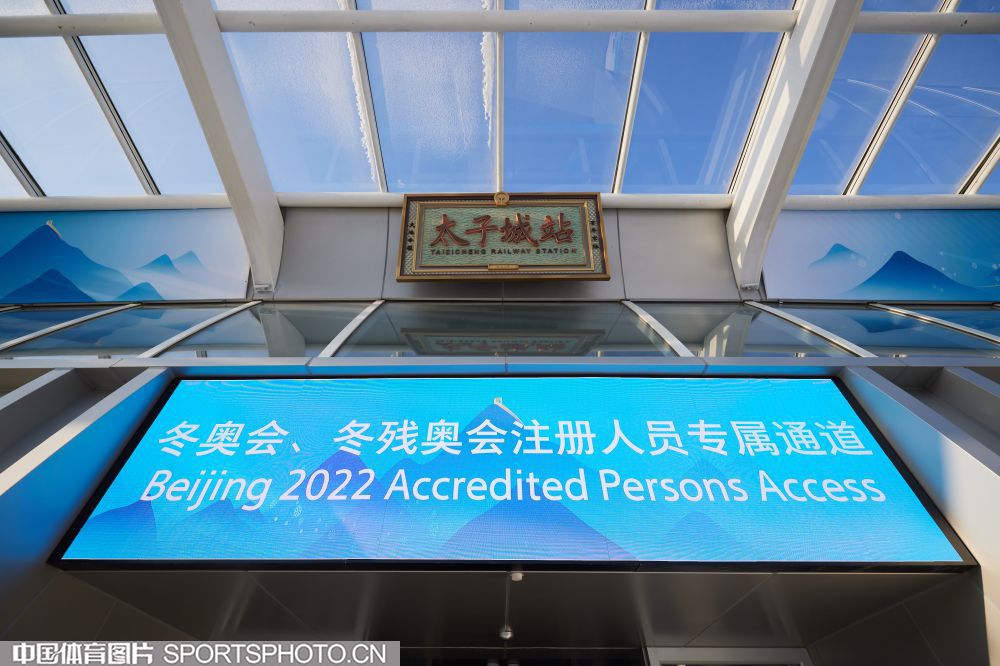 太子城站
TAIZICHENG RAILWAY STATION
冬奥会、冬残奥会注册人员专属通道
Beijing 2022 Accredited Persons Access
中国体育图片 SPORTSPHOTO.CN